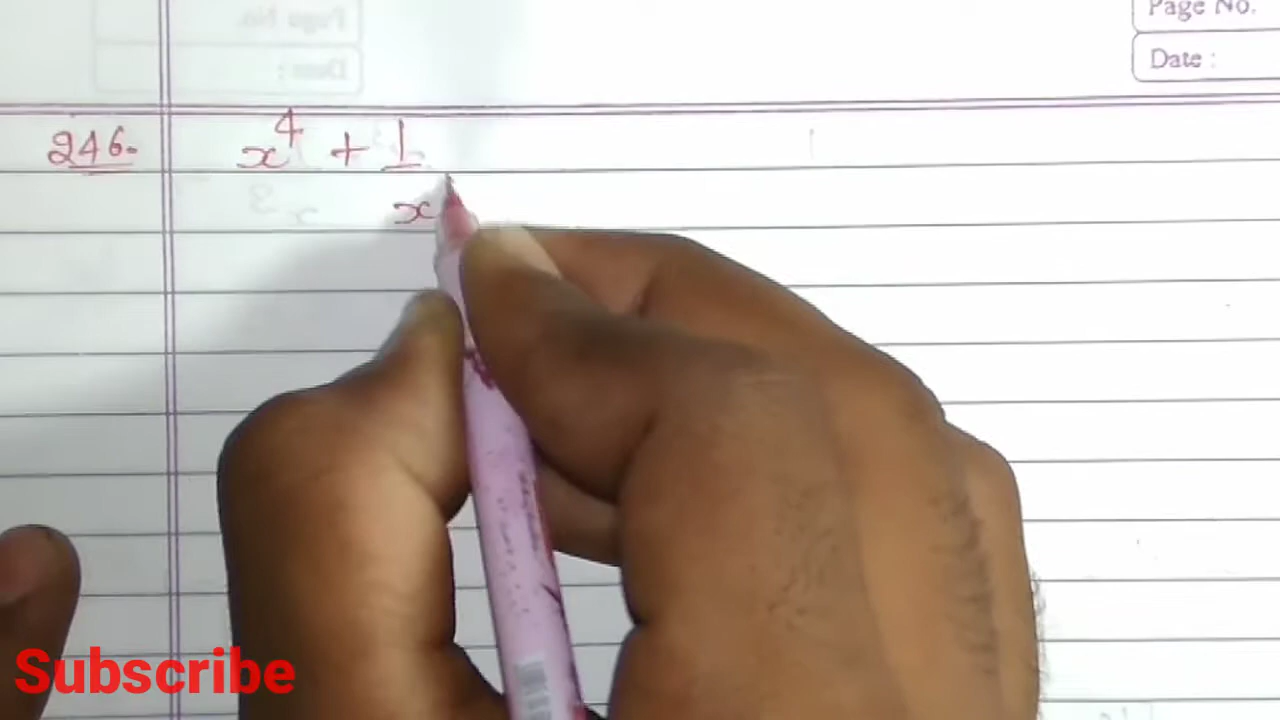 Page No.
Date :
246. x⁴ + 1
x
Subscribe